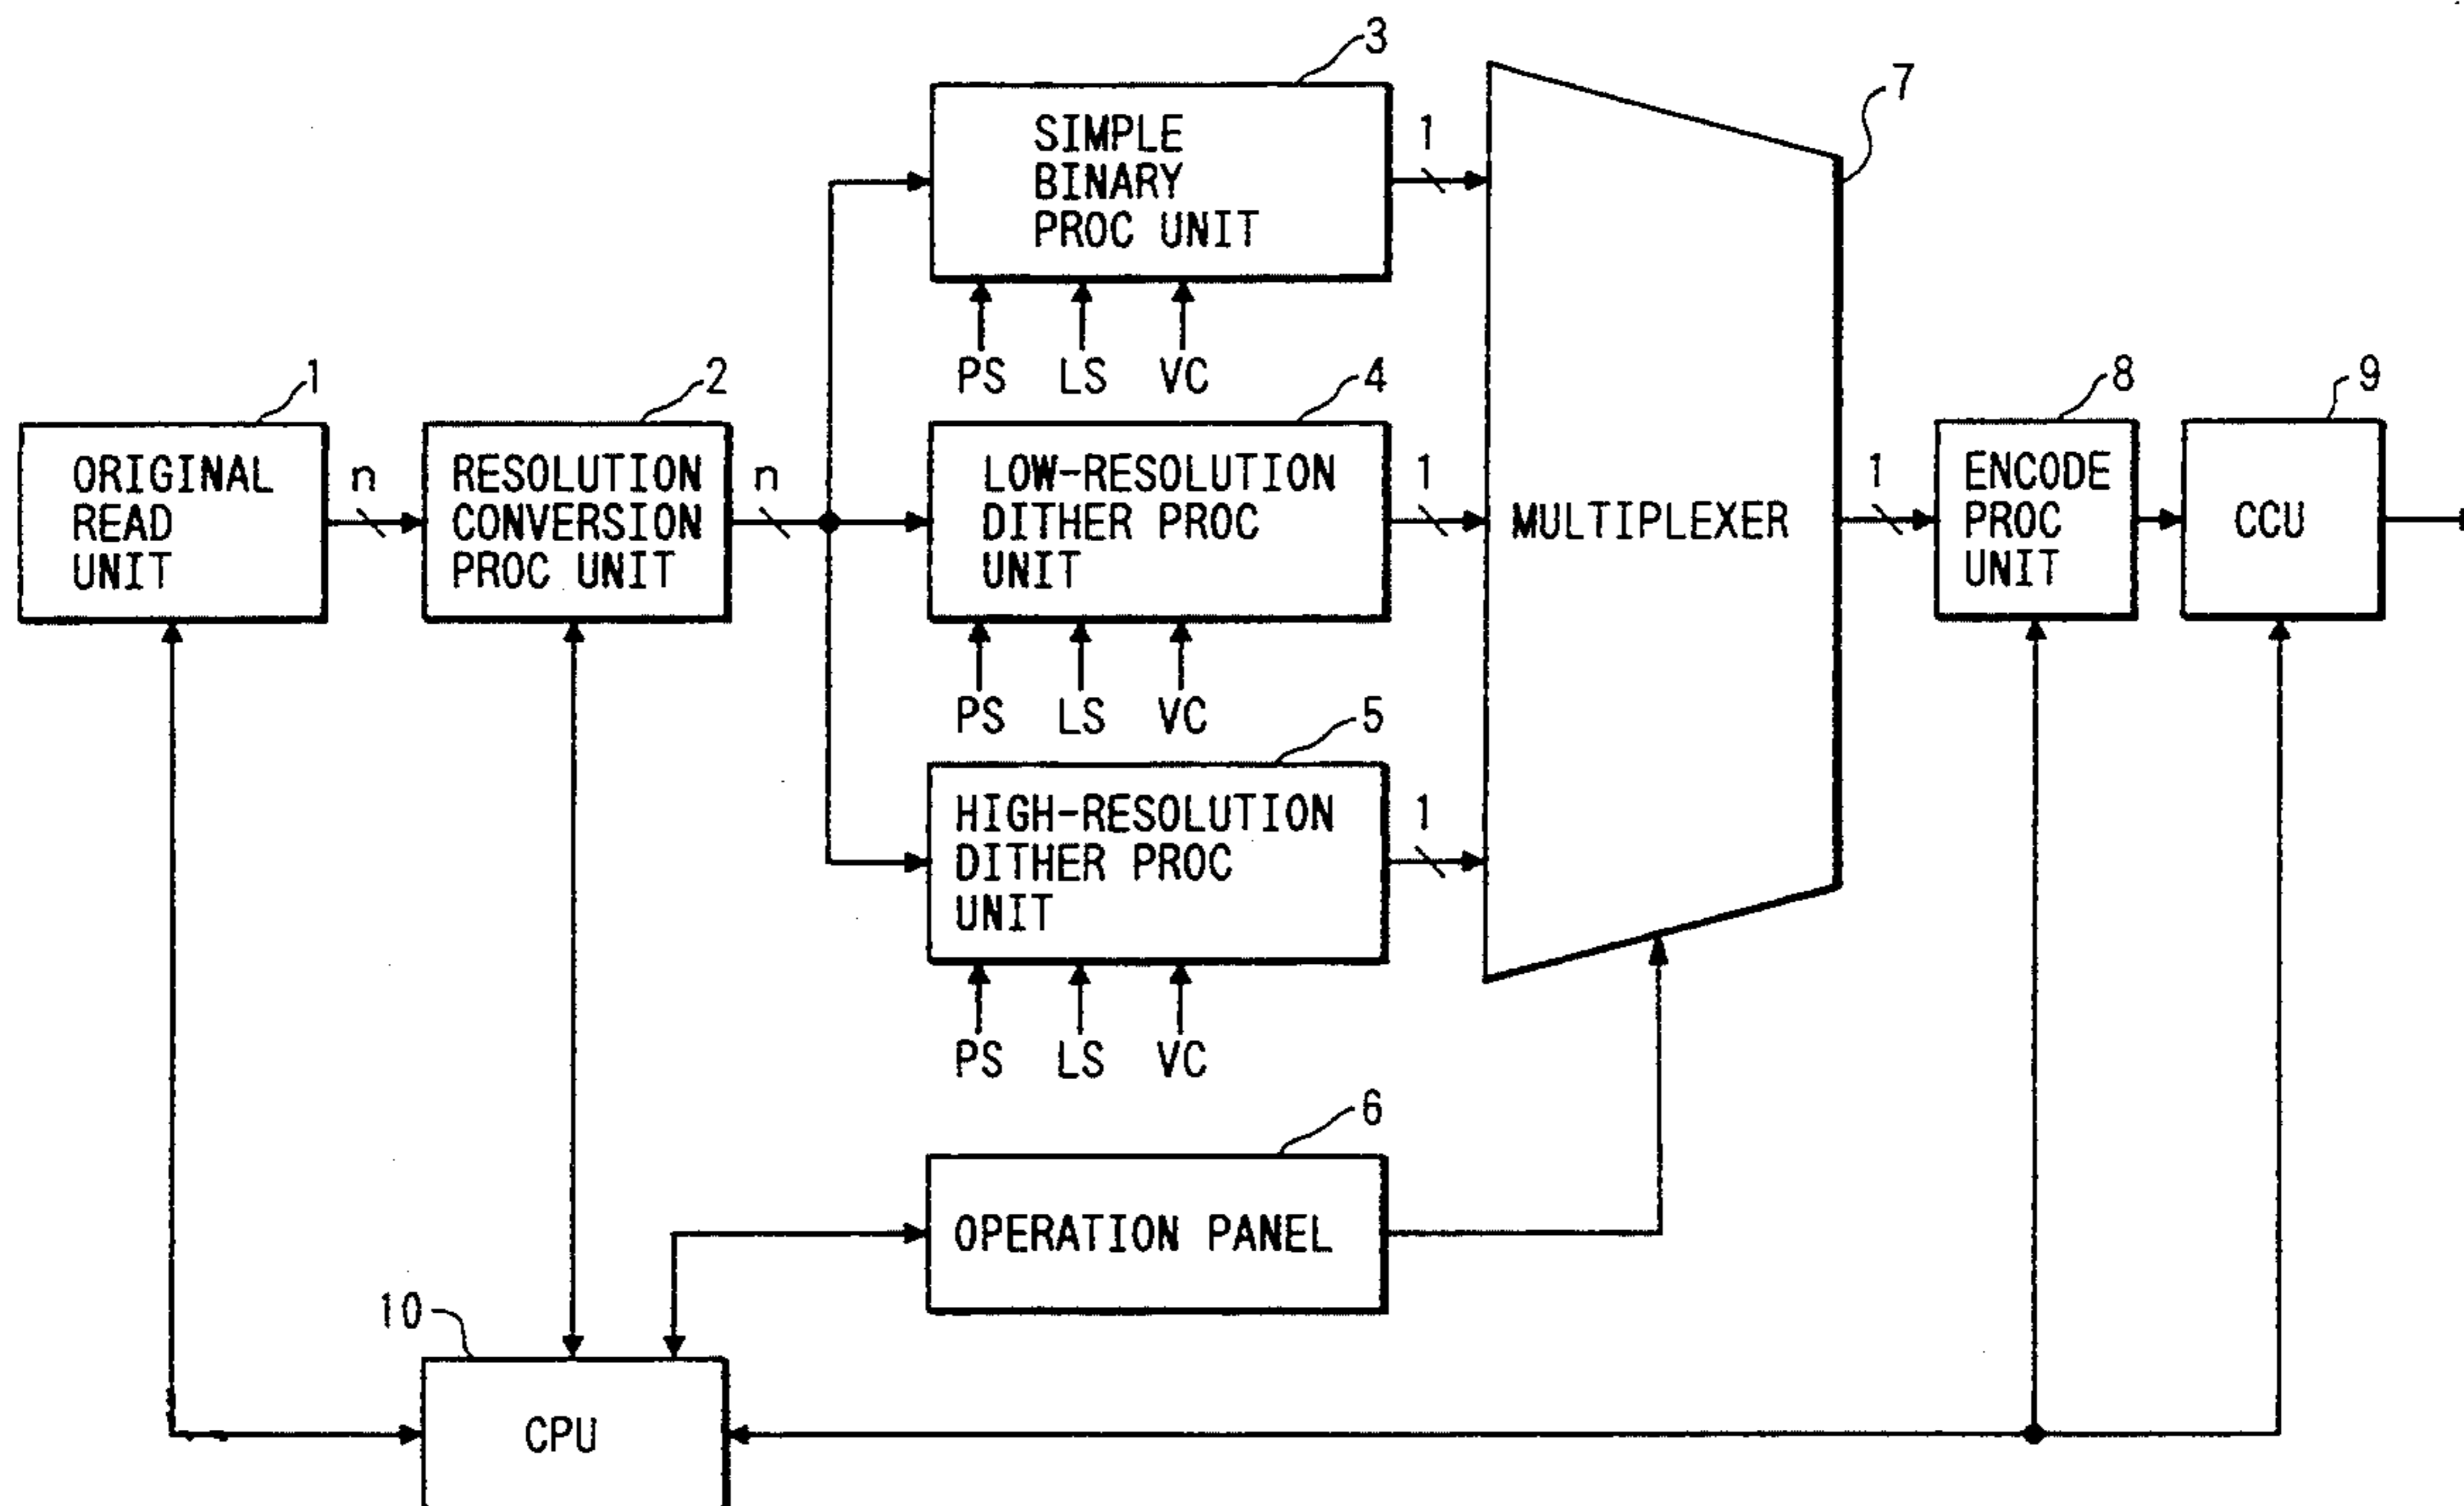 3
7
SIMPLE
BINARY
PROC UNIT
1
PS LS VC
1
2
4
8
9
ORIGINAL
READ
UNIT
n
RESOLUTION
CONVERSION
PROC UNIT
n
LOW-RESOLUTION
DITHER PROC
UNIT
1
MULTIPLEXER
1
ENCODE
PROC
UNIT
CCU
PS LS VC
5
HIGH-RESOLUTION
DITHER PROC
UNIT
1
PS LS VC
6
OPERATION PANEL
10
CPU